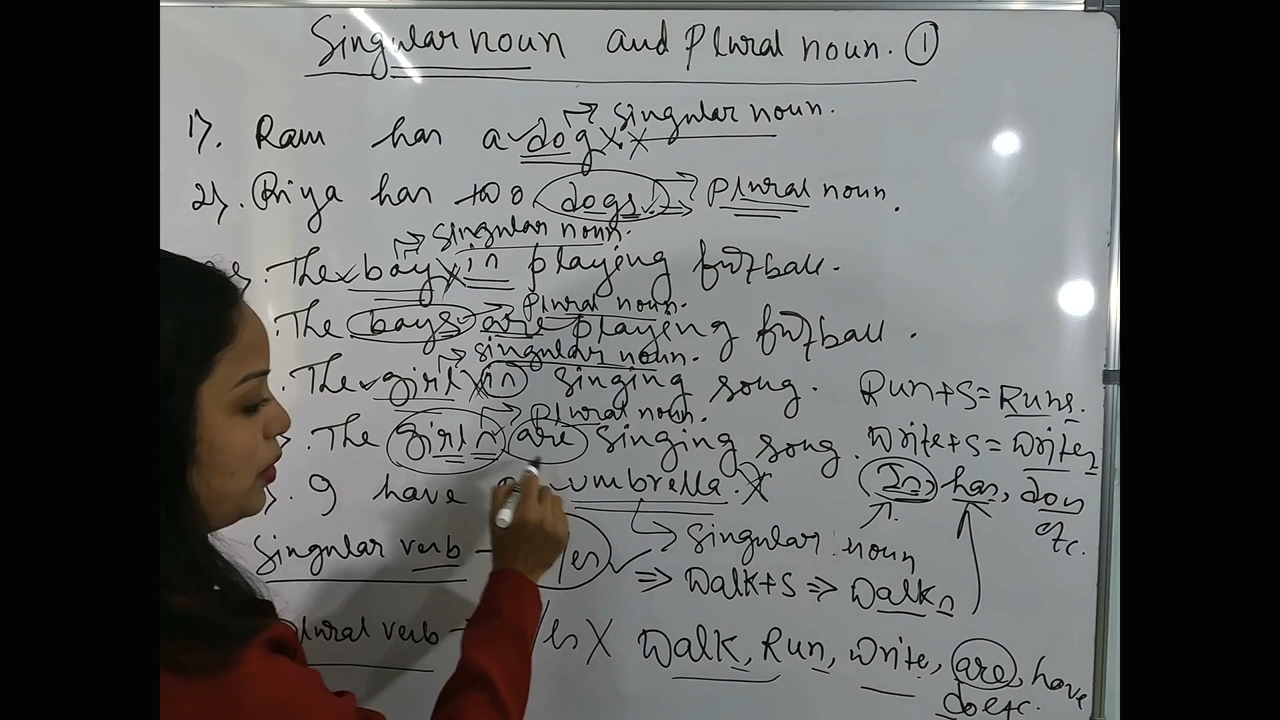 Singular noun and Plural noun. 1
1). Ram has a dog → singular noun.
2). Priya has two dogs → Plural noun.
→ singular noun.
The boy is playing football.
→ Plural noun.
The boys are playing football.
→ singular noun.
The girl is singing song. Run+S=Runs.
→ Plural noun.
The girls are singing song. Write+S=Writes
I have umbrella. X Is, has, does etc.
Singular verb - /es → singular noun
⇒ Walk+S ⇒ Walks
Plural verb - /es X Walk, Run, Write, are, have
do etc.